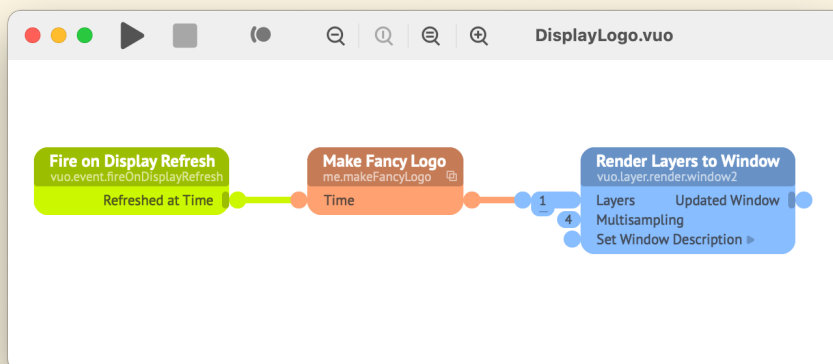 DisplayLogo.vuo
Fire on Display Refresh
vuo.event.fireOnDisplayRefresh
Refreshed at Time
Make Fancy Logo
me.makeFancyLogo
Time
Render Layers to Window
vuo.layer.render.window2
1 Layers Updated Window
4 Multisampling
Set Window Description